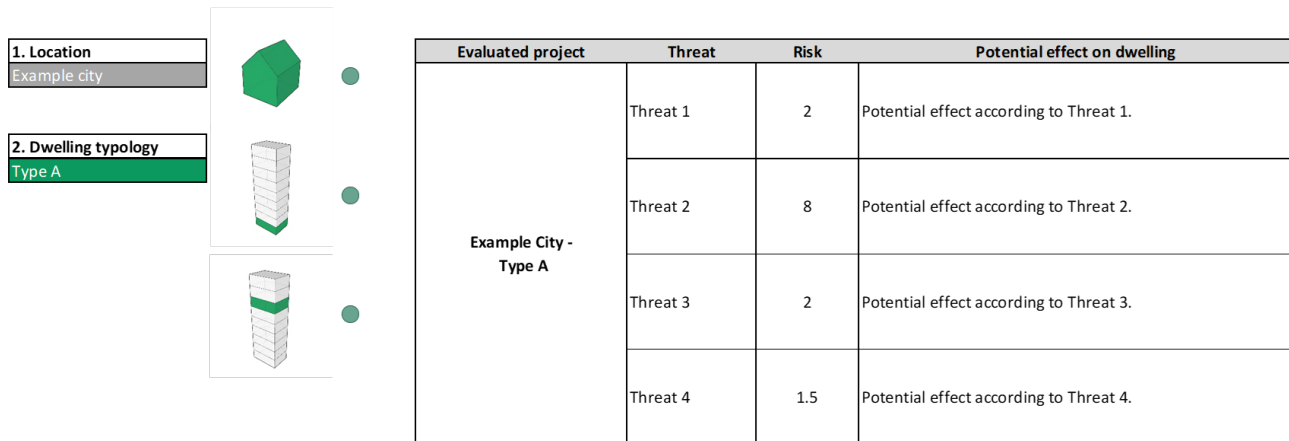 1. Location
Example city
2. Dwelling typology
Type A
Evaluated project Threat Risk Potential effect on dwelling
Threat 1 2 Potential effect according to Threat 1.
Threat 2 8 Potential effect according to Threat 2.
Example City -
Type A
Threat 3 2 Potential effect according to Threat 3.
Threat 4 1.5 Potential effect according to Threat 4.